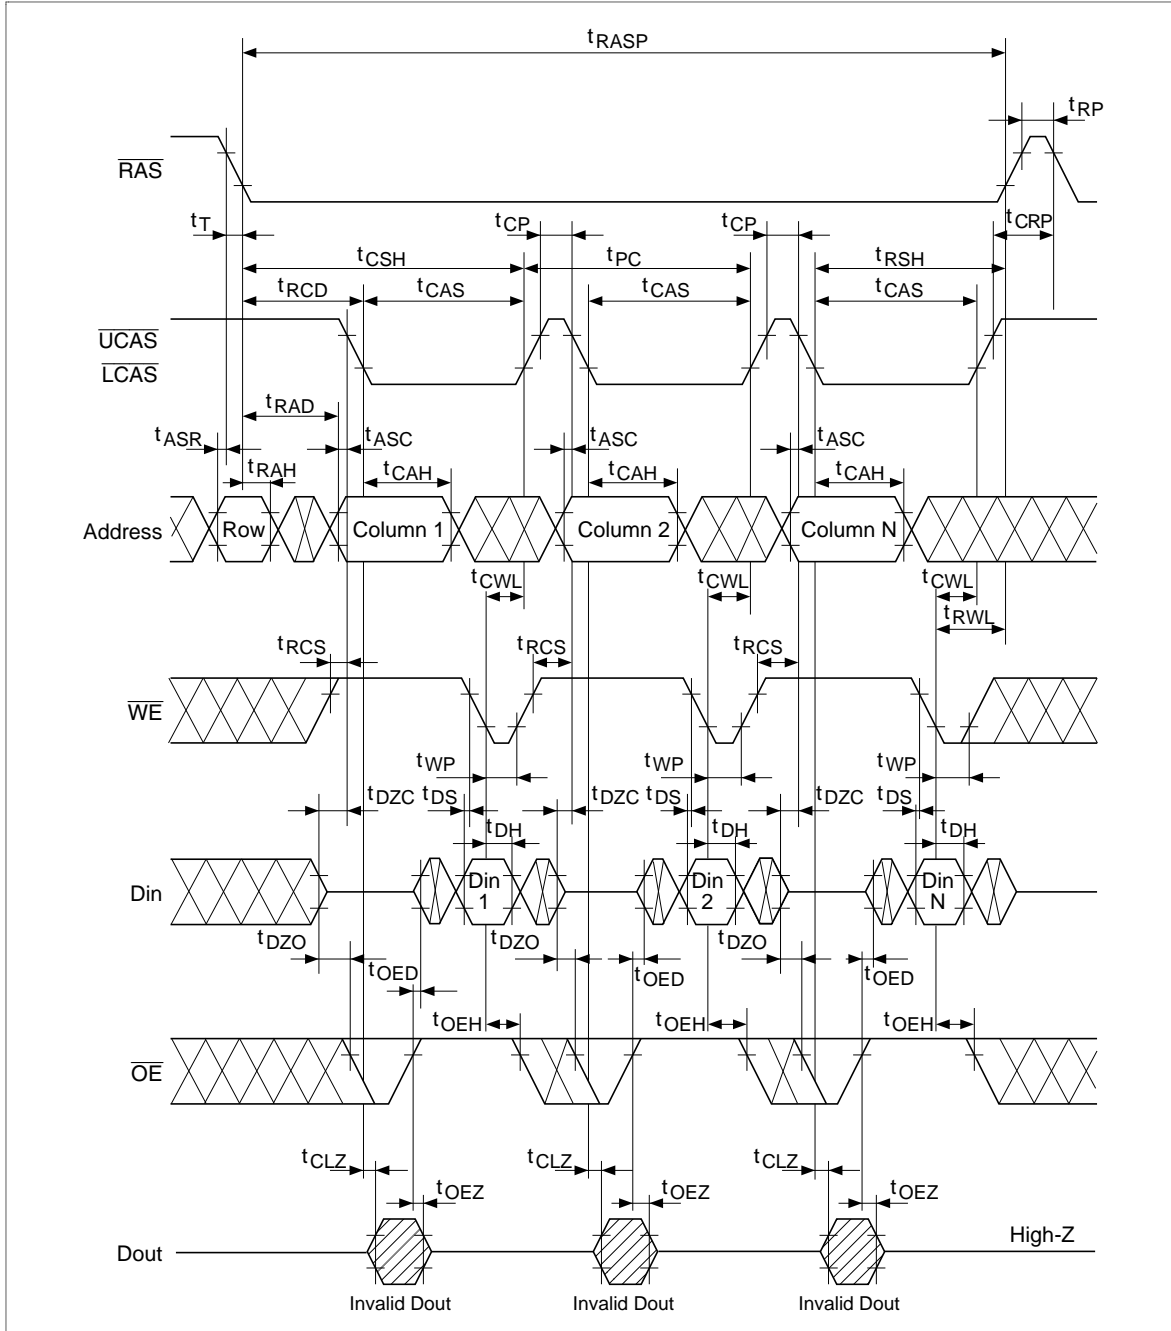 tRASP
tRP
RAS
tT
tCP
tCP
tCRP
tCSH
tPC
tRSH
tRCD
tCAS
tCAS
tCAS
UCAS
LCAS
tRAD
tASR
tASC
tASC
tASC
tRAH
tCAH
tCAH
tCAH
Address
Row
Column 1
Column 2
Column N
tCWL
tCWL
tCWL
tRWL
tRCS
tRCS
tRCS
WE
tWP
tWP
tWP
tDZC
tDS
tDZC
tDS
tDZC
tDS
tDH
tDH
tDH
Din
Din 1
Din 2
Din N
tDZO
tDZO
tDZO
tOED
tOED
tOED
tOEH
tOEH
tOEH
OE
tCLZ
tCLZ
tCLZ
tOEZ
tOEZ
tOEZ
Dout
High-Z
Invalid Dout
Invalid Dout
Invalid Dout